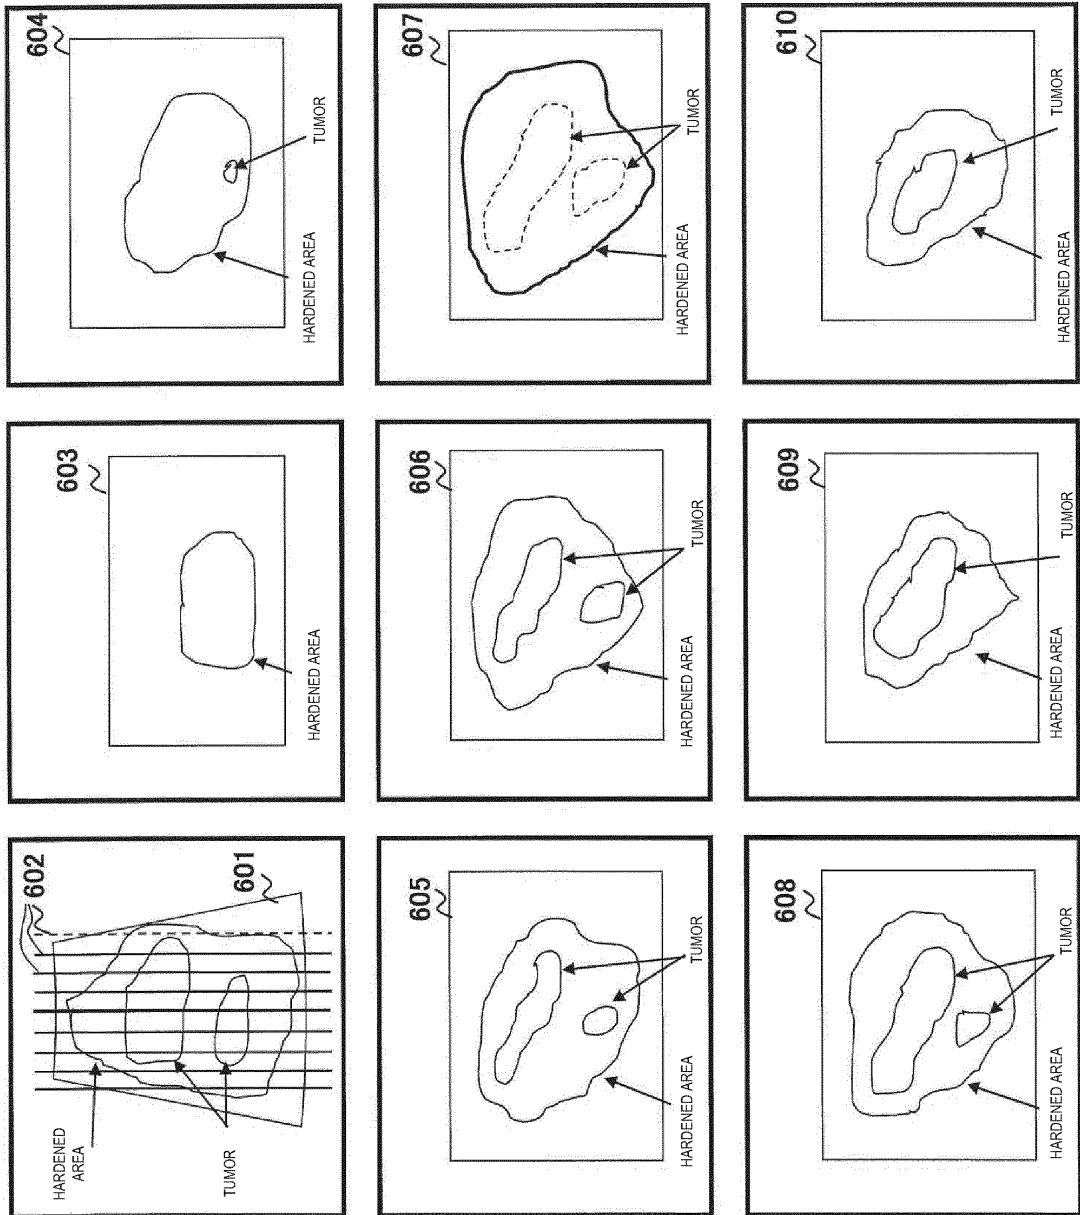 602
HARDENED
AREA
TUMOR
601
603
HARDENED AREA
604
HARDENED AREA
TUMOR
605
HARDENED AREA
TUMOR
606
HARDENED AREA
TUMOR
607
HARDENED AREA
TUMOR
608
HARDENED AREA
TUMOR
609
HARDENED AREA
TUMOR
610
HARDENED AREA
TUMOR